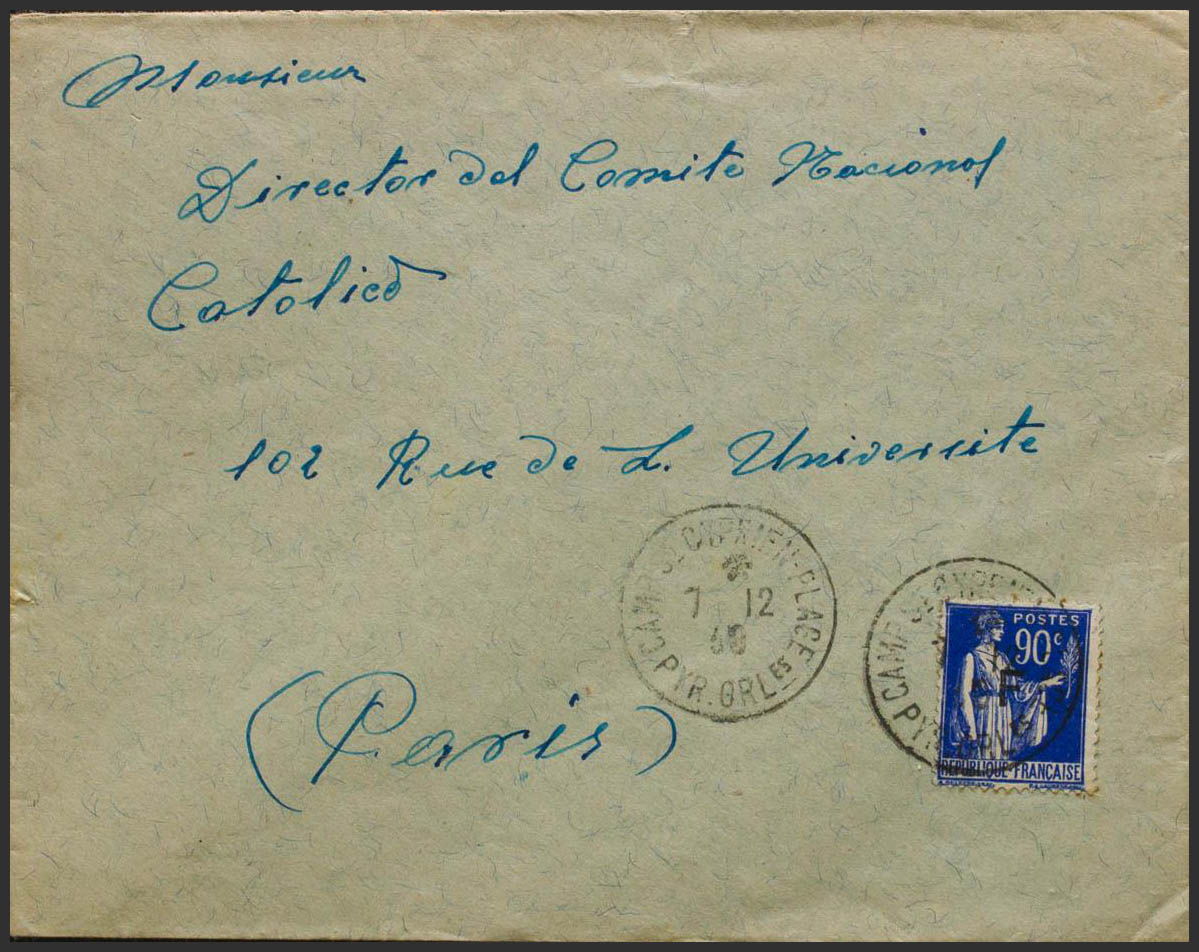 Monsieur
Director del Comite Nacional
Catolico
102 Rue de L. Universite
(Paris)
CAMP ST CYPRIEN-PLAGE
7 12
PYR. ORLES
CAMP
POSTES
90c
F
REPUBLIQUE FRANÇAISE